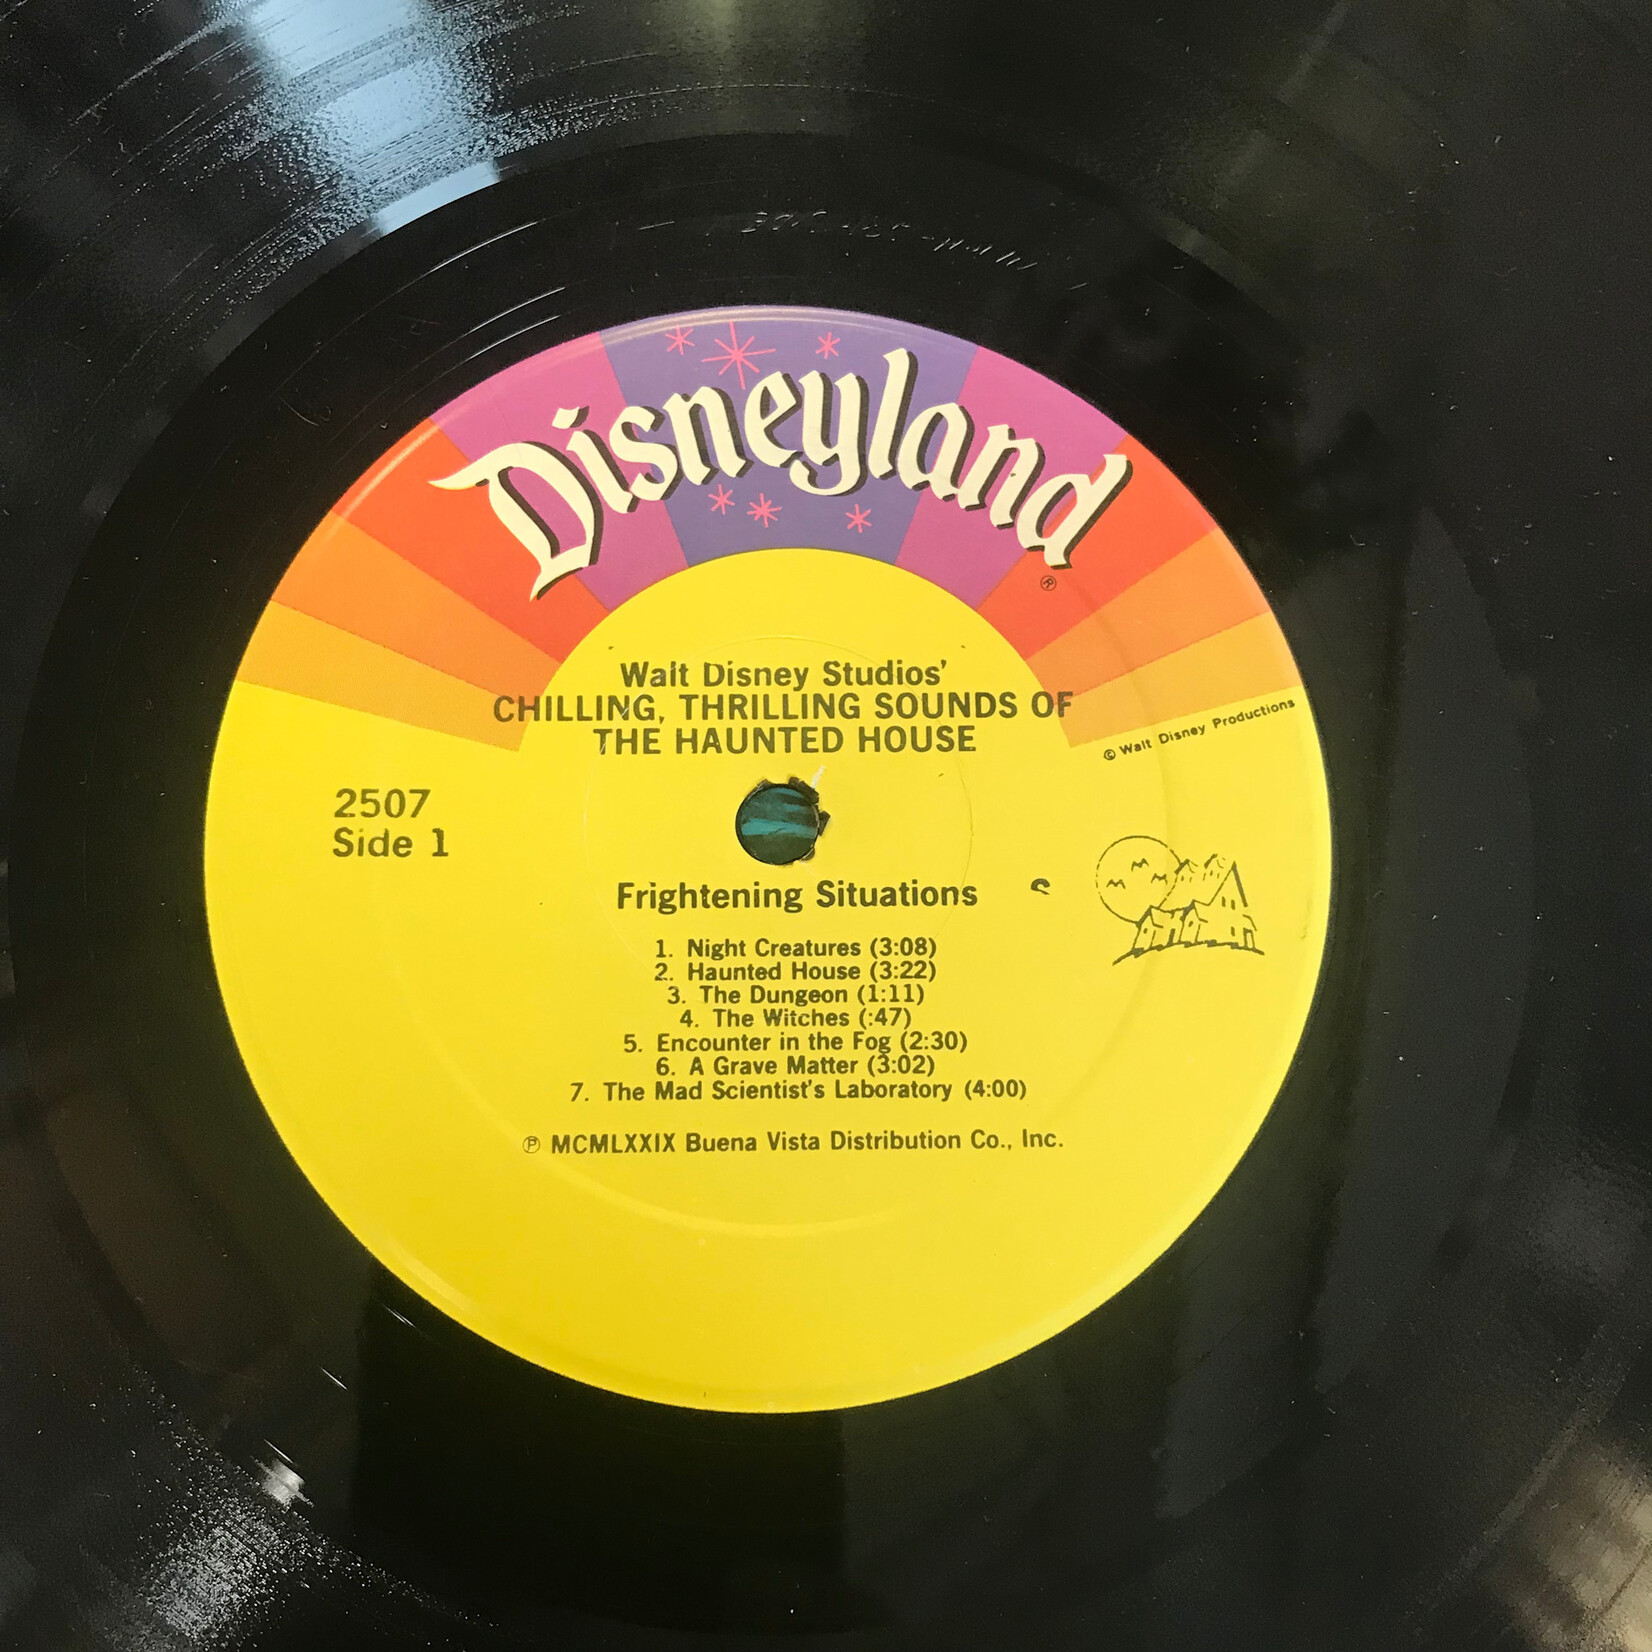 Disneyland
®
Walt Disney Studios'
CHILLING, THRILLING SOUNDS OF
THE HAUNTED HOUSE
© Walt Disney Productions
2507
Side 1
Frightening Situations
1. Night Creatures (3:08)
2. Haunted House (3:22)
3. The Dungeon (1:11)
4. The Witches (:47)
5. Encounter in the Fog (2:30)
6. A Grave Matter (3:02)
7. The Mad Scientist's Laboratory (4:00)
℗ MCMLXXIX Buena Vista Distribution Co., Inc.